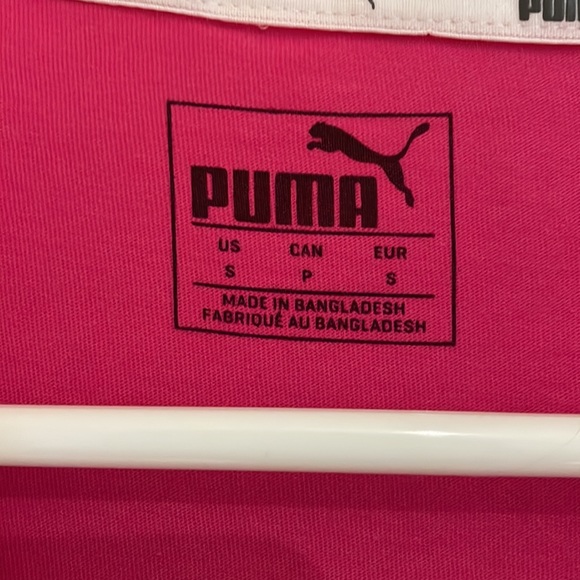 PUMA
US CAN EUR
S P S
MADE IN BANGLADESH
FABRIQUÉ AU BANGLADESH